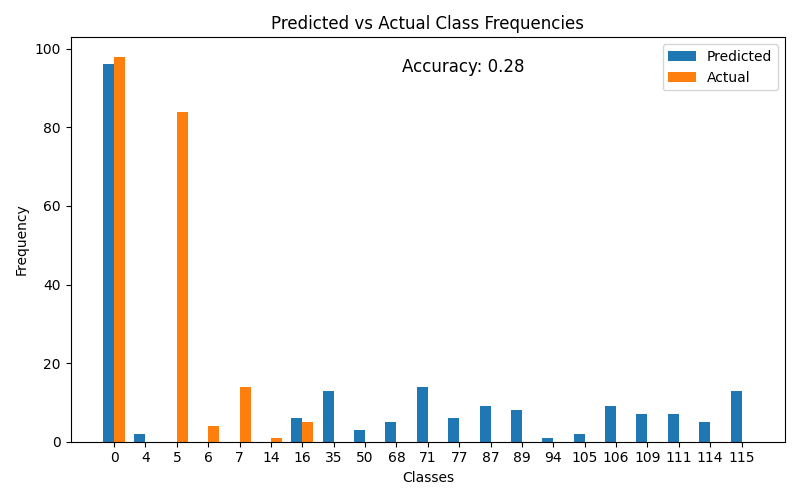 Predicted vs Actual Class Frequencies
Accuracy: 0.28
Predicted
Actual
Frequency
100
80
60
40
20
0
0 4 5 6 7 14 16 35 50 68 71 77 87 89 94 105 106 109 111 114 115
Classes